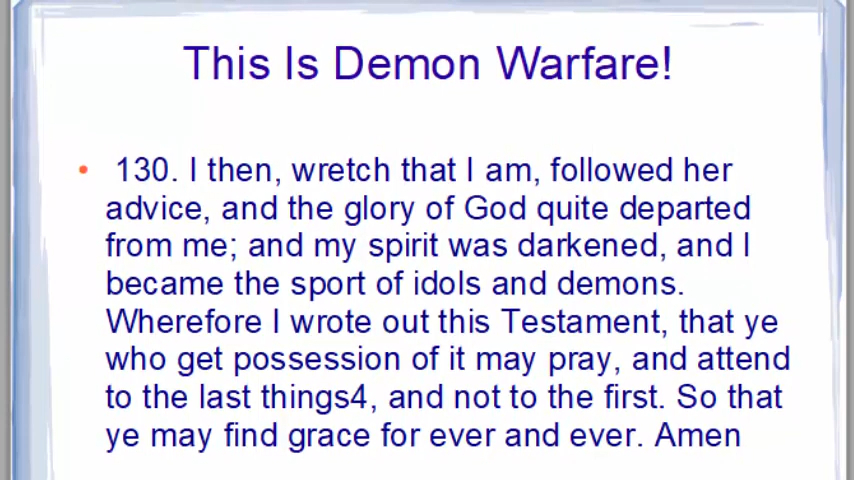 This Is Demon Warfare!
• 130. I then, wretch that I am, followed her
advice, and the glory of God quite departed
from me; and my spirit was darkened, and I
became the sport of idols and demons.
Wherefore I wrote out this Testament, that ye
who get possession of it may pray, and attend
to the last things4, and not to the first. So that
ye may find grace for ever and ever. Amen